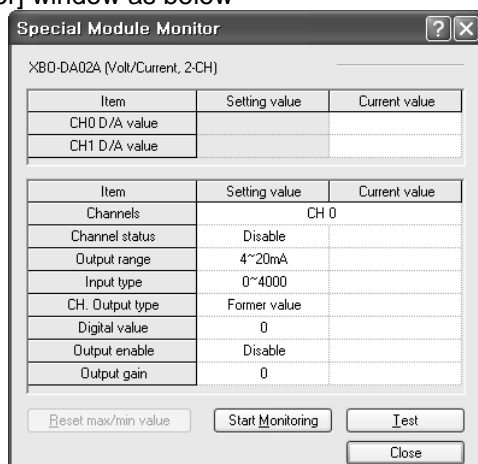 or] window as below
Special Module Monitor
XBO-DA02A (Volt/Current, 2-CH)
Item Setting value Current value
CH0 D/A value
CH1 D/A value
Item Setting value Current value
Channels CH 0
Channel status Disable
Output range 4~20mA
Input type 0~4000
CH. Output type Former value
Digital value 0
Output enable Disable
Output gain 0
Reset max/min value Start Monitoring Test
Close